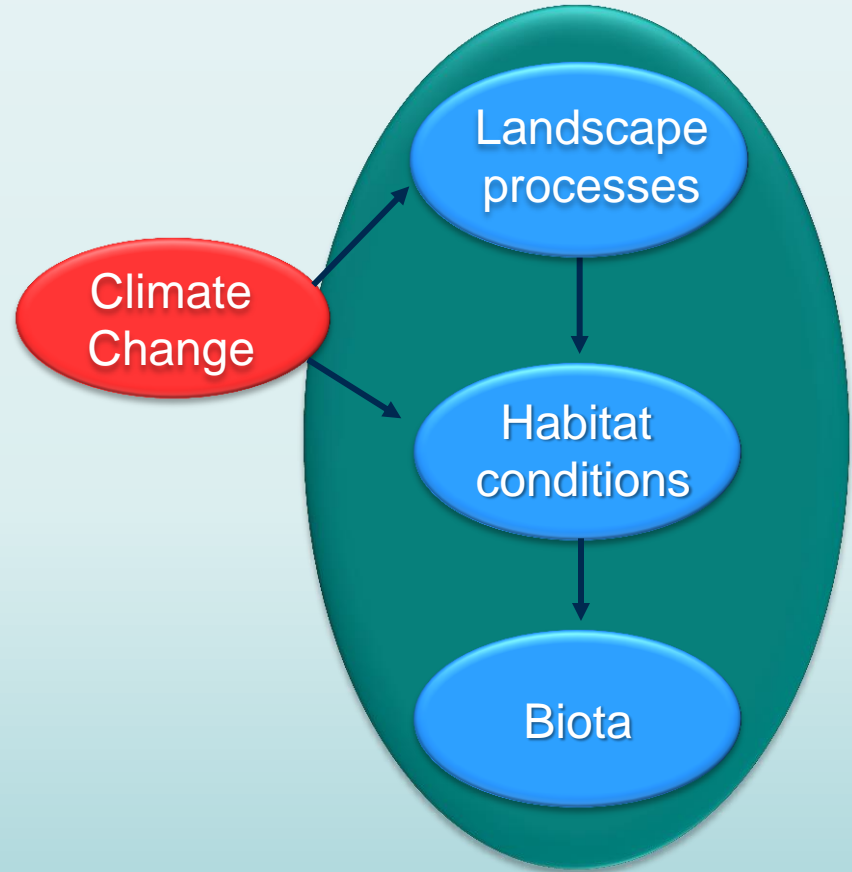 Landscape
processes
Climate
Change
Habitat
conditions
Biota